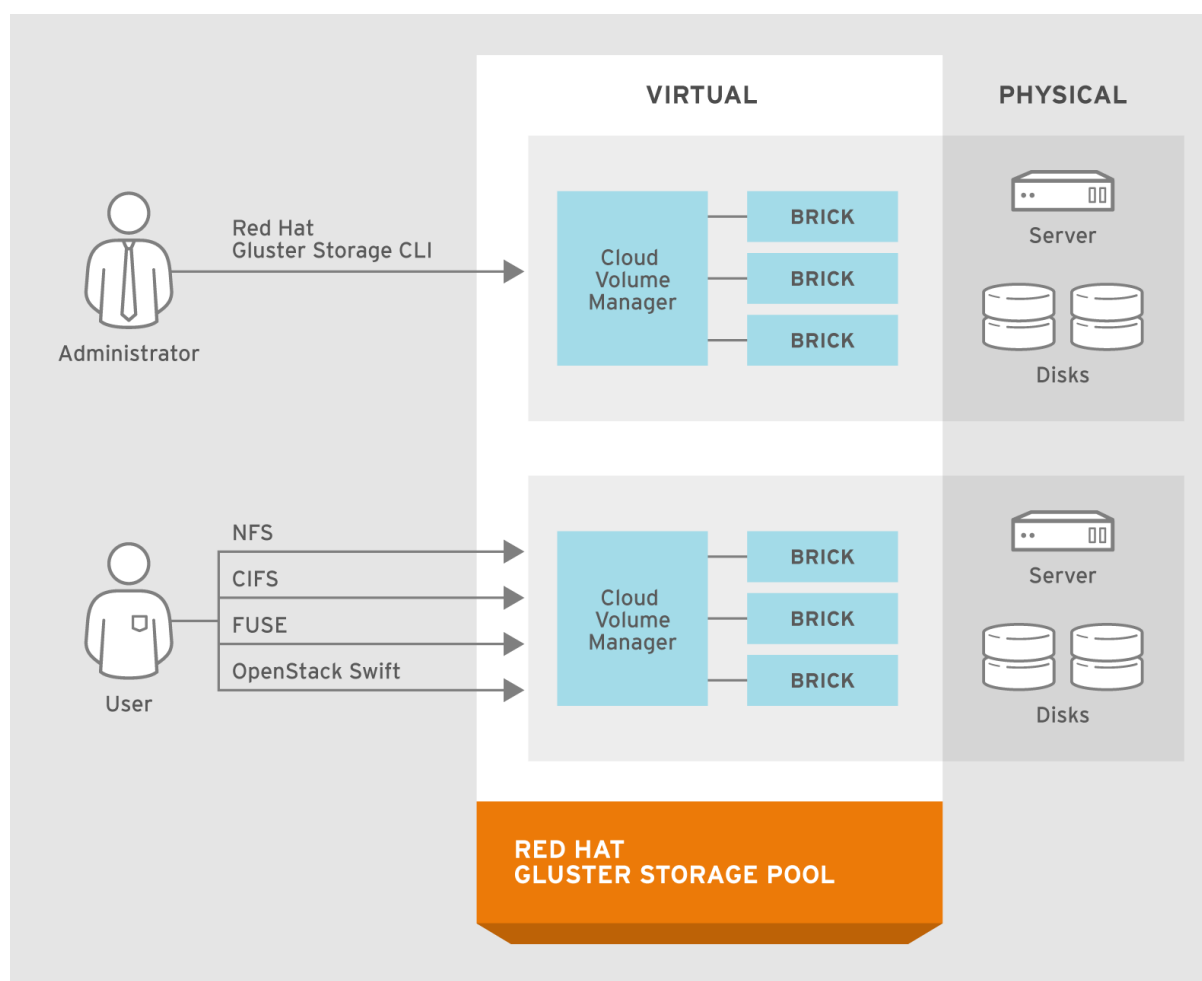 VIRTUAL
PHYSICAL
Red Hat
Gluster Storage CLI
Administrator
Cloud
Volume
Manager
BRICK
BRICK
BRICK
Server
Disks
NFS
CIFS
FUSE
OpenStack Swift
User
Cloud
Volume
Manager
BRICK
BRICK
BRICK
Server
Disks
RED HAT
GLUSTER STORAGE POOL